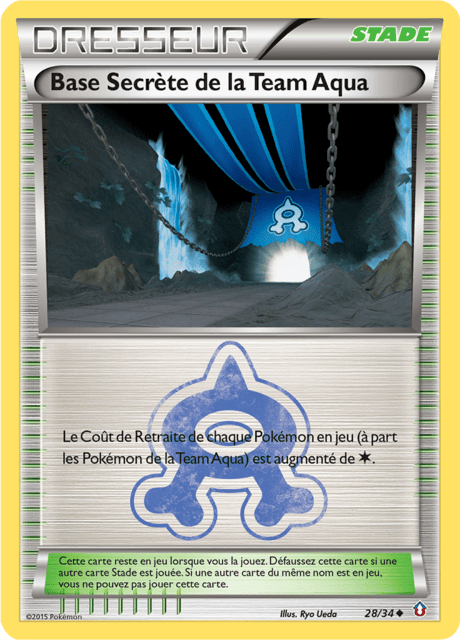 DRESSEUR
STADE
Base Secrète de la Team Aqua
Le Coût de Retraite de chaque Pokémon en jeu (à part
les Pokémon de la Team Aqua) est augmenté de .
Cette carte reste en jeu lorsque vous la jouez. Défaussez cette carte si une
autre carte Stade est jouée. Si une autre carte du même nom est en jeu,
vous ne pouvez pas jouer cette carte.
©2015 Pokémon
Illus. Ryo Ueda
28/34